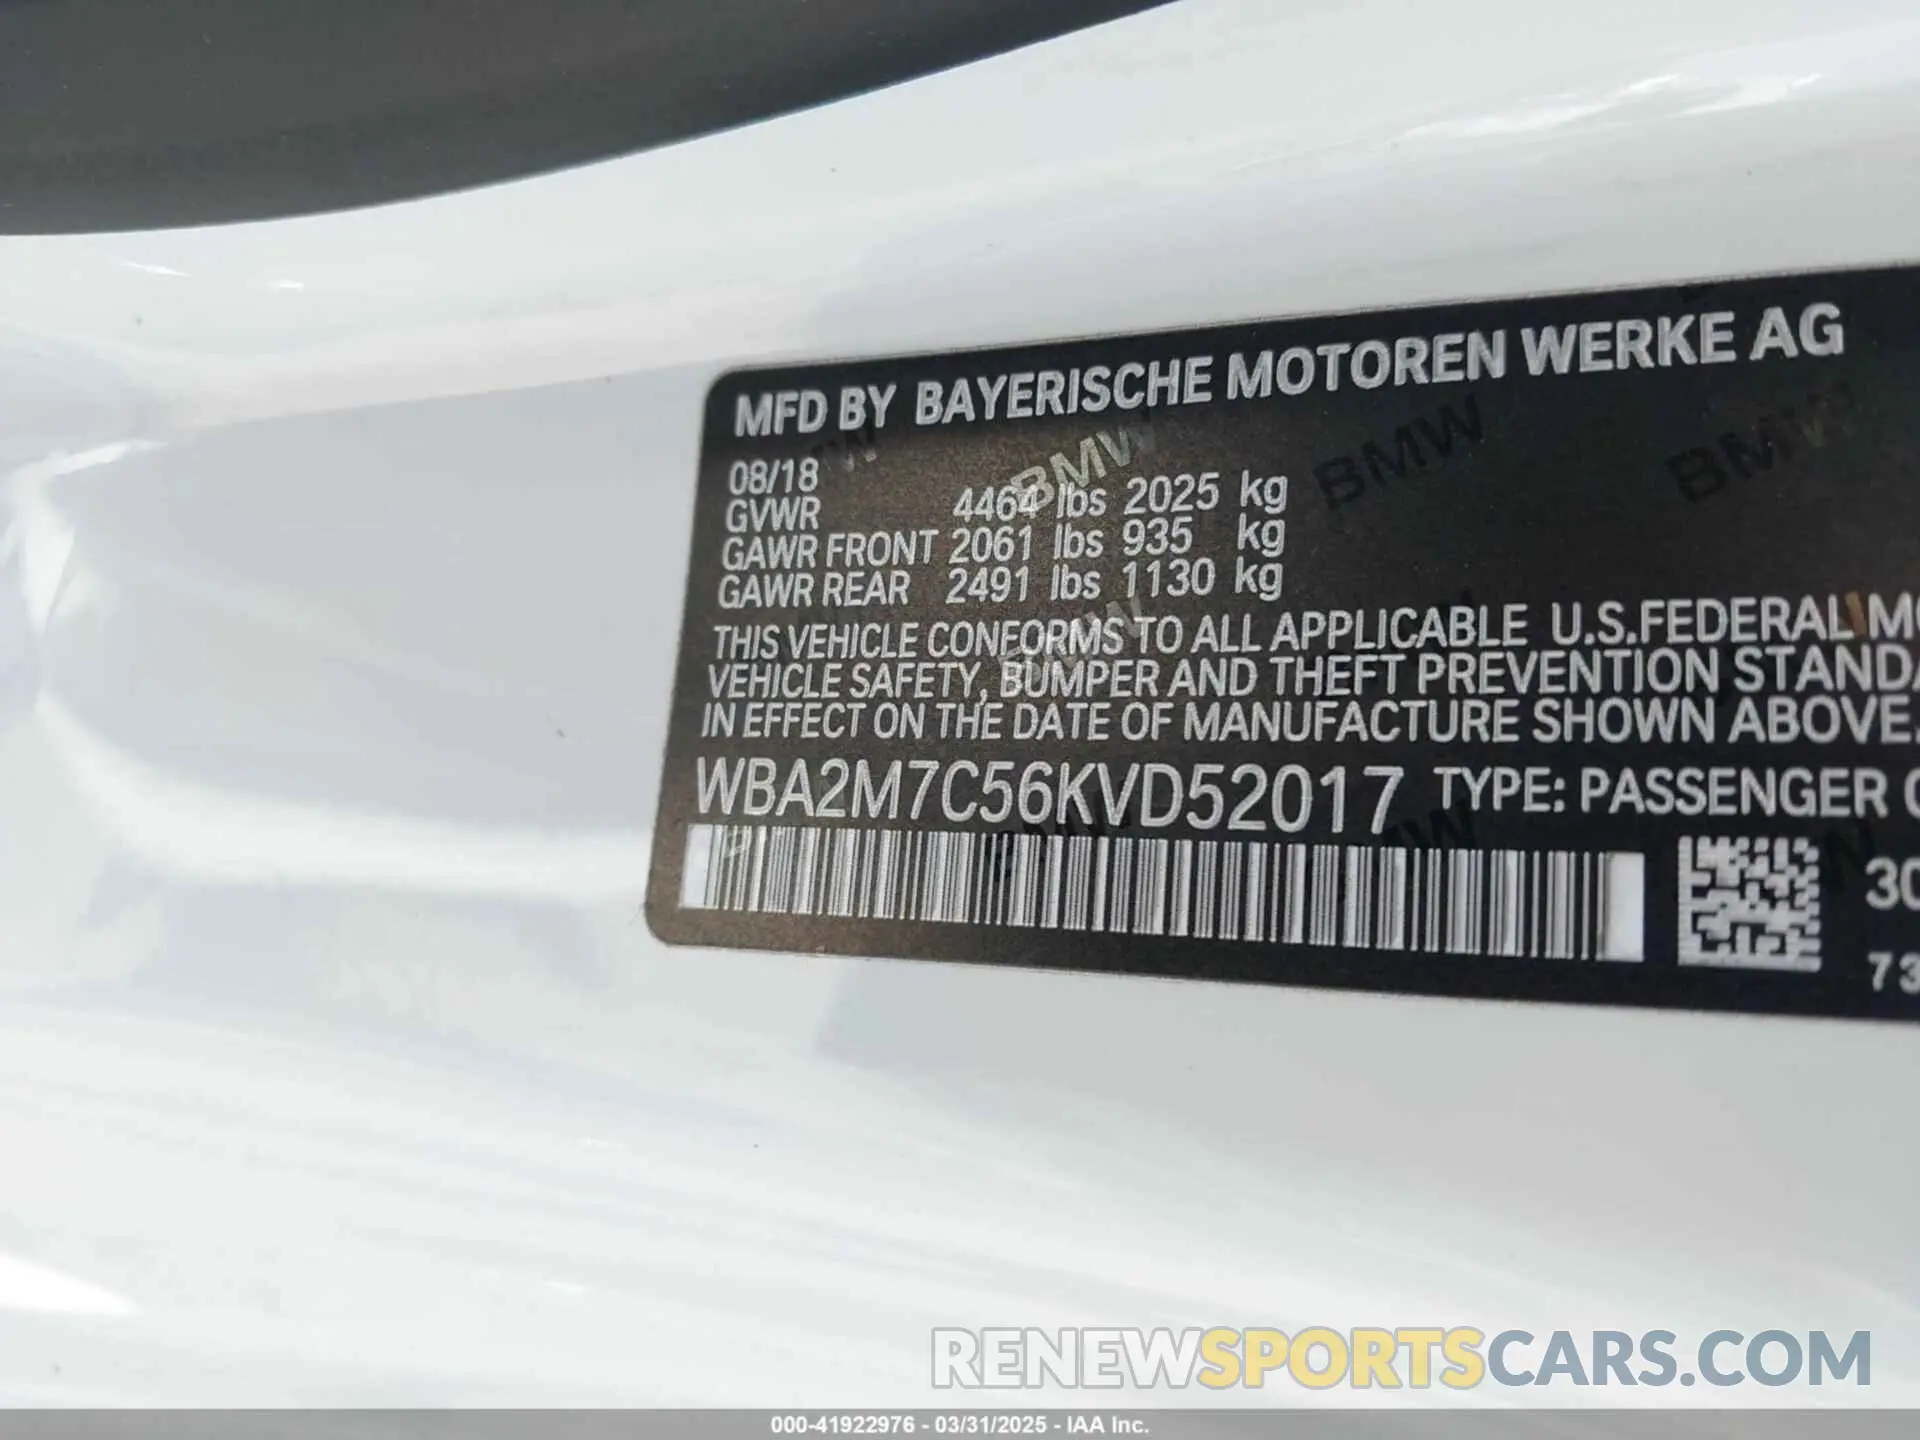 MFD BY BAYERISCHE MOTOREN WERKE AG
08/18
GVWR 4464 lbs 2025 kg
GAWR FRONT 2061 lbs 935 kg
GAWR REAR 2491 lbs 1130 kg
THIS VEHICLE CONFORMS TO ALL APPLICABLE U.S.FEDERAL
VEHICLE SAFETY, BUMPER AND THEFT PREVENTION
IN EFFECT ON THE DATE OF MANUFACTURE SHOWN ABOVE.
WBA2M7C56KVD52017 TYPE: PASSENGER
RENEWSPORTSCARS.COM
000-41922976 - 03/31/2025 - IAA Inc.